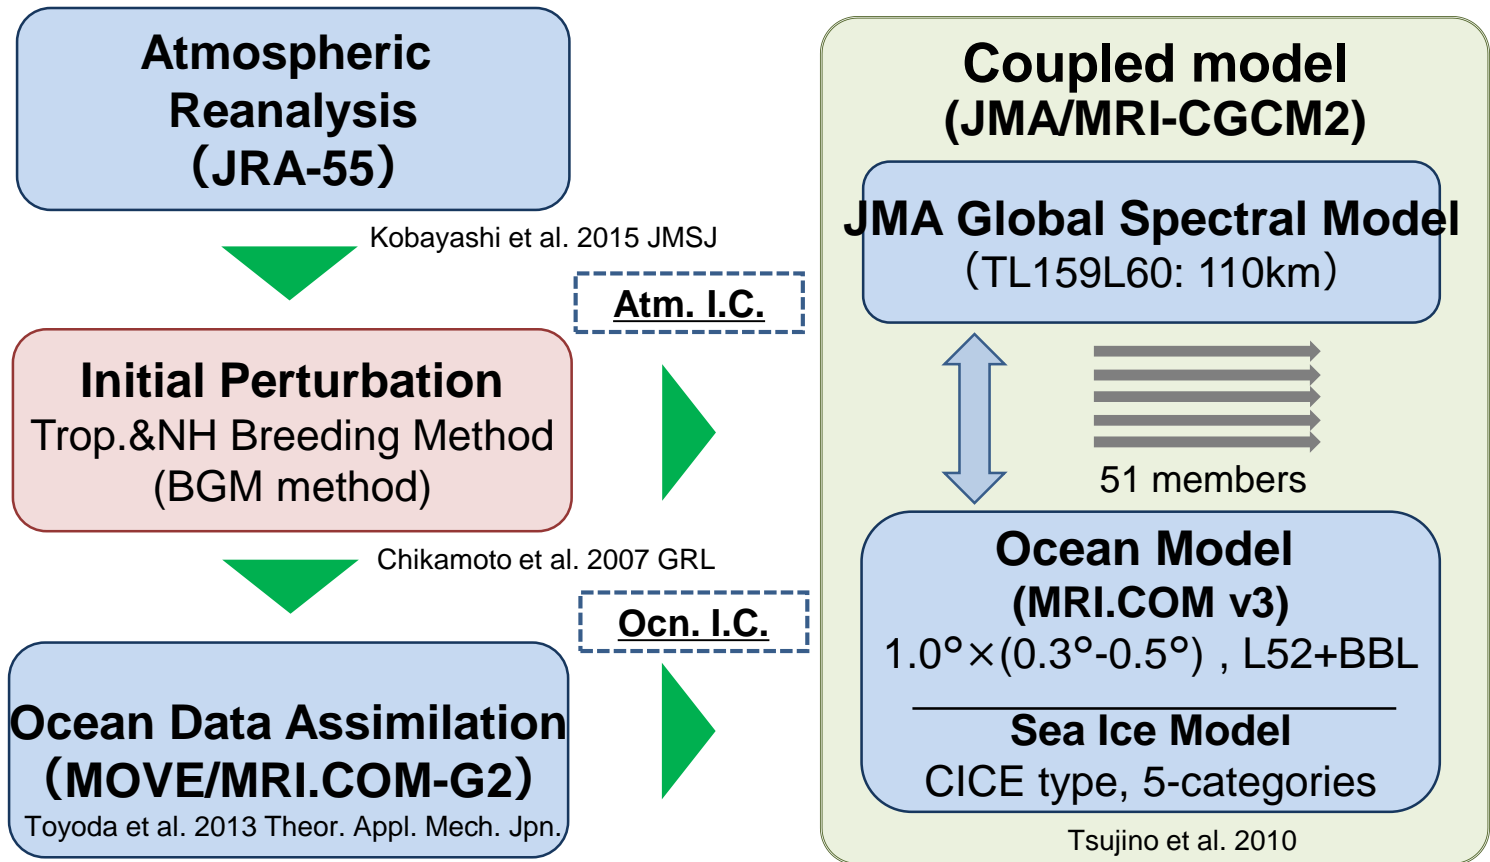 Atmospheric
Reanalysis
（JRA-55）
Kobayashi et al. 2015 JMSJ
Atm. I.C.
Initial Perturbation
Trop.&NH Breeding Method
(BGM method)
Chikamoto et al. 2007 GRL
Ocn. I.C.
Ocean Data Assimilation
（MOVE/MRI.COM-G2）
Toyoda et al. 2013 Theor. Appl. Mech. Jpn.
Coupled model
(JMA/MRI-CGCM2)
JMA Global Spectral Model
（TL159L60: 110km）
51 members
Ocean Model
(MRI.COM v3)
1.0°×(0.3°-0.5°) , L52+BBL
Sea Ice Model
CICE type, 5-categories
Tsujino et al. 2010